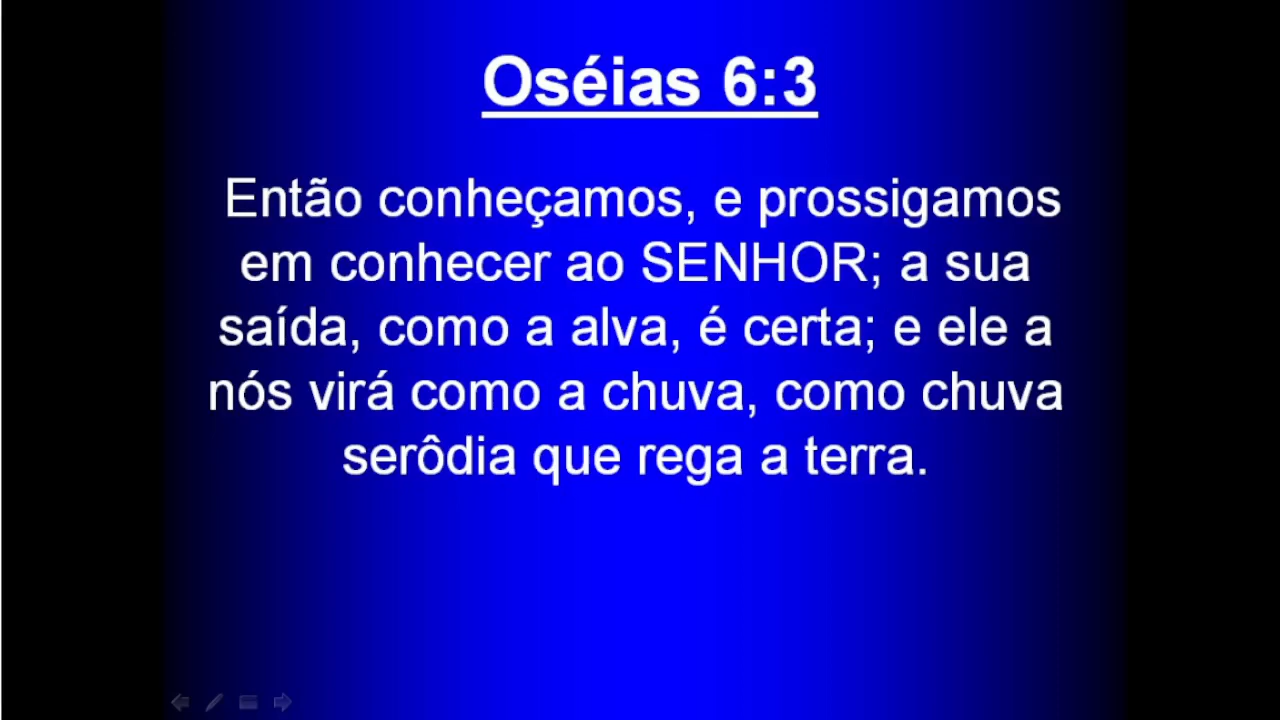 Oséias 6:3
Então conheçamos, e prossigamos
em conhecer ao SENHOR; a sua
saída, como a alva, é certa; e ele a
nós virá como a chuva, como chuva
serôdia que rega a terra.